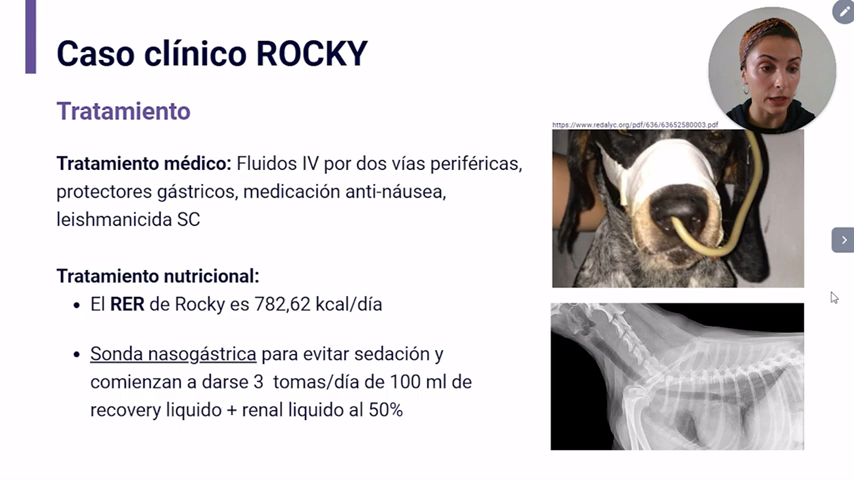 Caso clínico ROCKY
Tratamiento
https://www.redalyc.org/pdf/636/63652580003.pdf
Tratamiento médico: Fluidos IV por dos vías periféricas,
protectores gástricos, medicación anti-náusea,
leishmanicida SC
Tratamiento nutricional:
• El RER de Rocky es 782,62 kcal/día
• Sonda nasogástrica para evitar sedación y
comienzan a darse 3 tomas/día de 100 ml de
recovery liquido + renal liquido al 50%